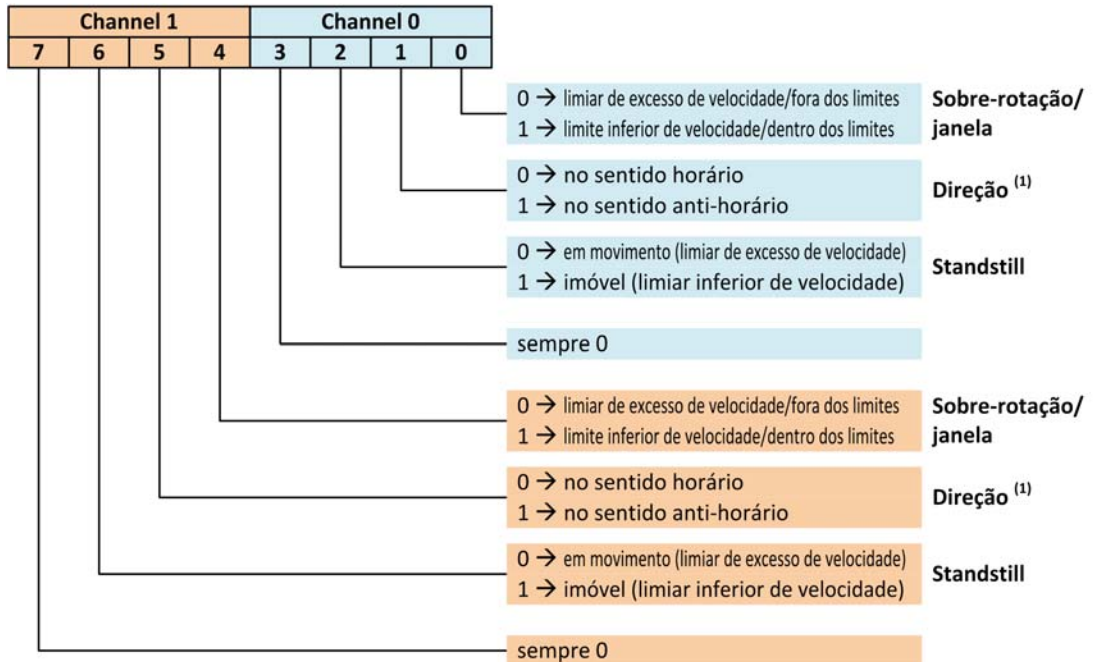 Channel 1 Channel 0
7 6 5 4 3 2 1 0
0 → limiar de excesso de velocidade/fora dos limites
1 → limite inferior de velocidade/dentro dos limites
Sobre-rotação/
janela
0 → no sentido horário
1 → no sentido anti-horário
Direção (1)
0 → em movimento (limiar de excesso de velocidade)
1 → imóvel (limiar inferior de velocidade)
Standstill
sempre 0
0 → limiar de excesso de velocidade/fora dos limites
1 → limite inferior de velocidade/dentro dos limites
Sobre-rotação/
janela
0 → no sentido horário
1 → no sentido anti-horário
Direção (1)
0 → em movimento (limiar de excesso de velocidade)
1 → imóvel (limiar inferior de velocidade)
Standstill
sempre 0